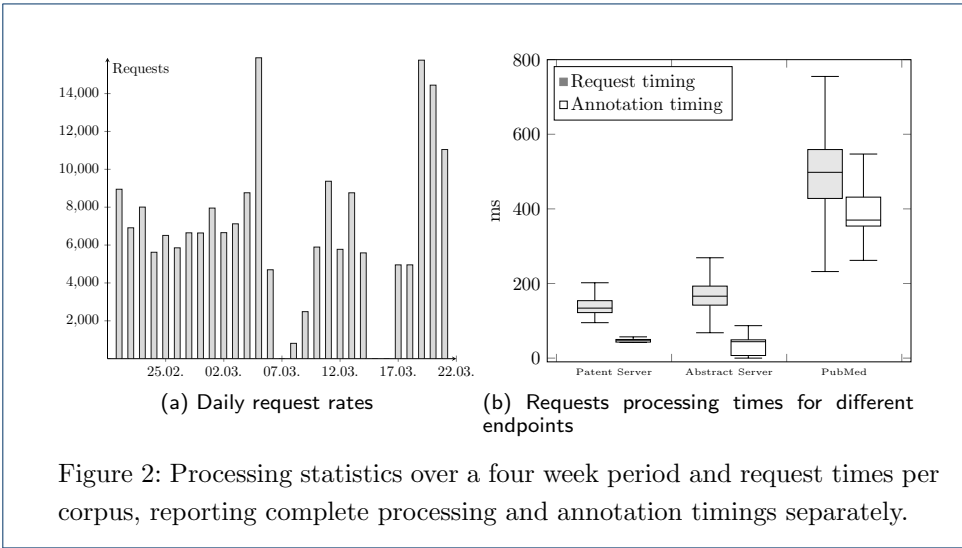 Requests
14,000
12,000
10,000
8,000
6,000
4,000
2,000
25.02. 02.03. 07.03. 12.03. 17.03. 22.03.
(a) Daily request rates
800
600
400
200
0
ms
Request timing
Annotation timing
Patent Server Abstract Server PubMed
(b) Requests processing times for different
endpoints
Figure 2: Processing statistics over a four week period and request times per
corpus, reporting complete processing and annotation timings separately.